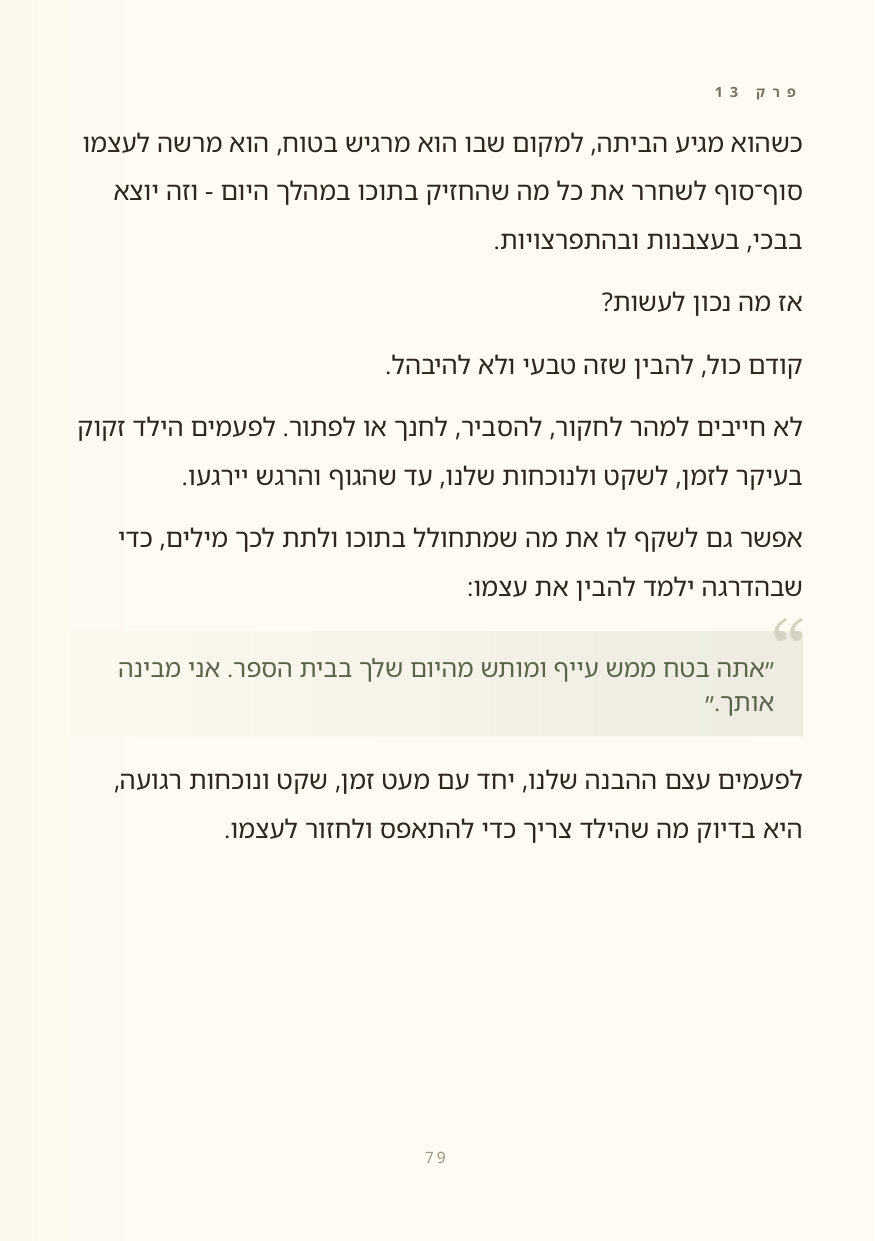 פרק 13
כשהוא מגיע הביתה, למקום שבו הוא מרגיש בטוח, הוא מרשה לעצמו
סוף־סוף לשחרר את כל מה שהחזיק בתוכו במהלך היום - וזה יוצא
בבכי, בעצבנות ובהתפרצויות.
אז מה נכון לעשות?
קודם כול, להבין שזה טבעי ולא להיבהל.
לא חייבים למהר לחקור, להסביר, לחנך או לפתור. לפעמים הילד זקוק
בעיקר לזמן, לשקט ולנוכחות שלנו, עד שהגוף והרגש יירגעו.
אפשר גם לשקף לו את מה שמתחולל בתוכו ולתת לכך מילים, כדי
שבהדרגה ילמד להבין את עצמו:
“
״אתה בטח ממש עייף ומותש מהיום שלך בבית הספר. אני מבינה
אותך.״
לפעמים עצם ההבנה שלנו, יחד עם מעט זמן, שקט ונוכחות רגועה,
היא בדיוק מה שהילד צריך כדי להתאפס ולחזור לעצמו.
79